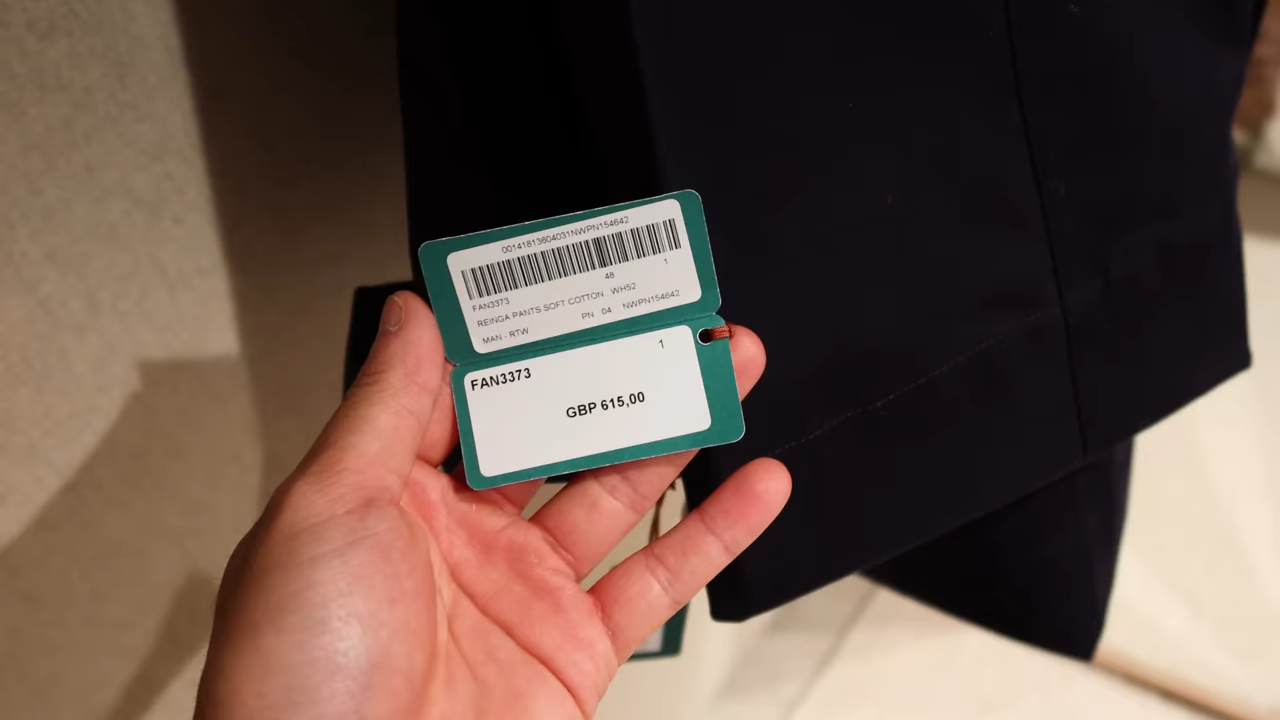 00141813604031NWPN154642
48 1
FAN3373
REINGA PANTS SOFT COTTON WH52
MAN - RTW PN 04 NWPN154642
1
FAN3373
GBP 615,00